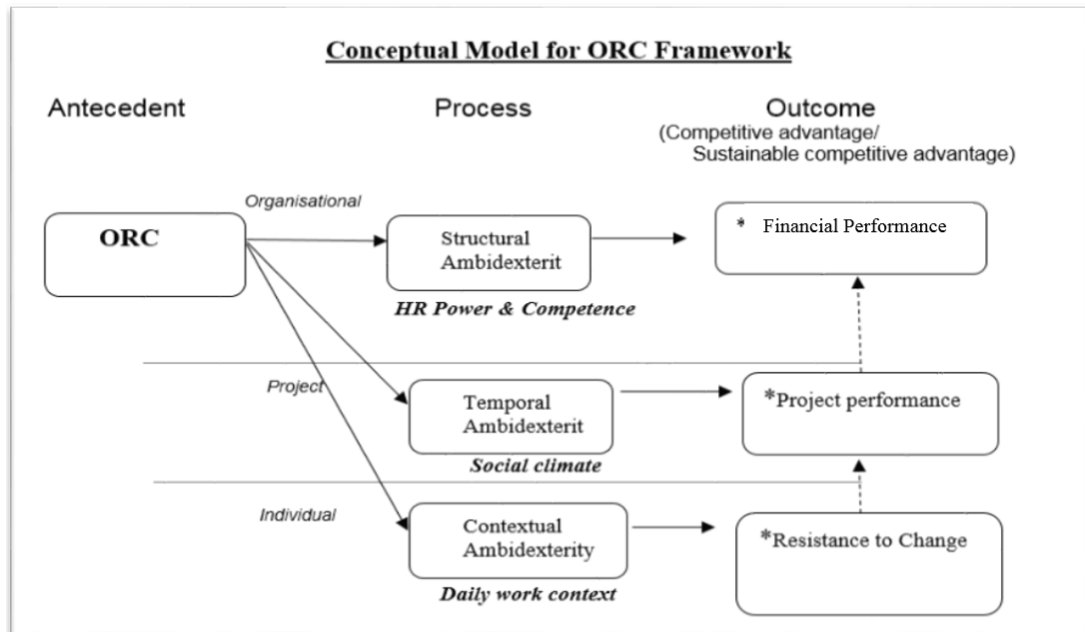 Conceptual Model for ORC Framework
Antecedent
Process
Outcome
(Competitive advantage/
Sustainable competitive advantage)
Organisational
ORC
Structural
Ambidexterit
* Financial Performance
HR Power & Competence
Project
Temporal
Ambidexterit
*Project performance
Social climate
Individual
Contextual
Ambidexterity
*Resistance to Change
Daily work context